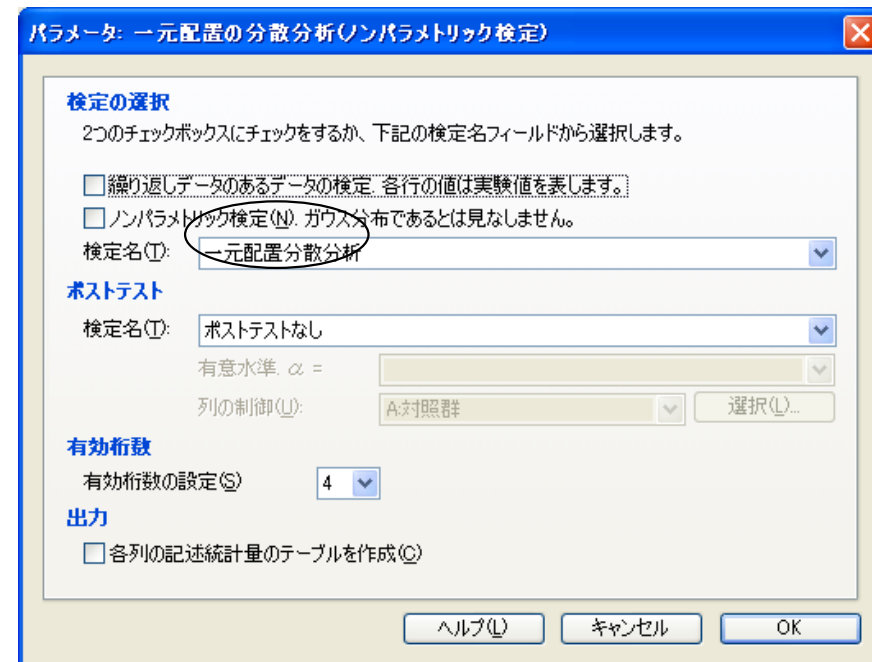 パラメータ: 一元配置の分散分析(ノンパラメトリック検定)
検定の選択
2つのチェックボックスにチェックをするか、下記の検定名フィールドから選択します。
繰り返しデータのあるデータの検定. 各行の値は実験値を表します。
ノンパラメトリック検定(N). ガウス分布であるとは見なしません。
検定名(T): 一元配置分散分析
ポストテスト
検定名(T): ポストテストなし
有意水準. α =
列の制御(U): A:対照群 選択(L)...
有効桁数
有効桁数の設定(S) 4
出力
各列の記述統計量のテーブルを作成(C)
ヘルプ(L) キャンセル OK